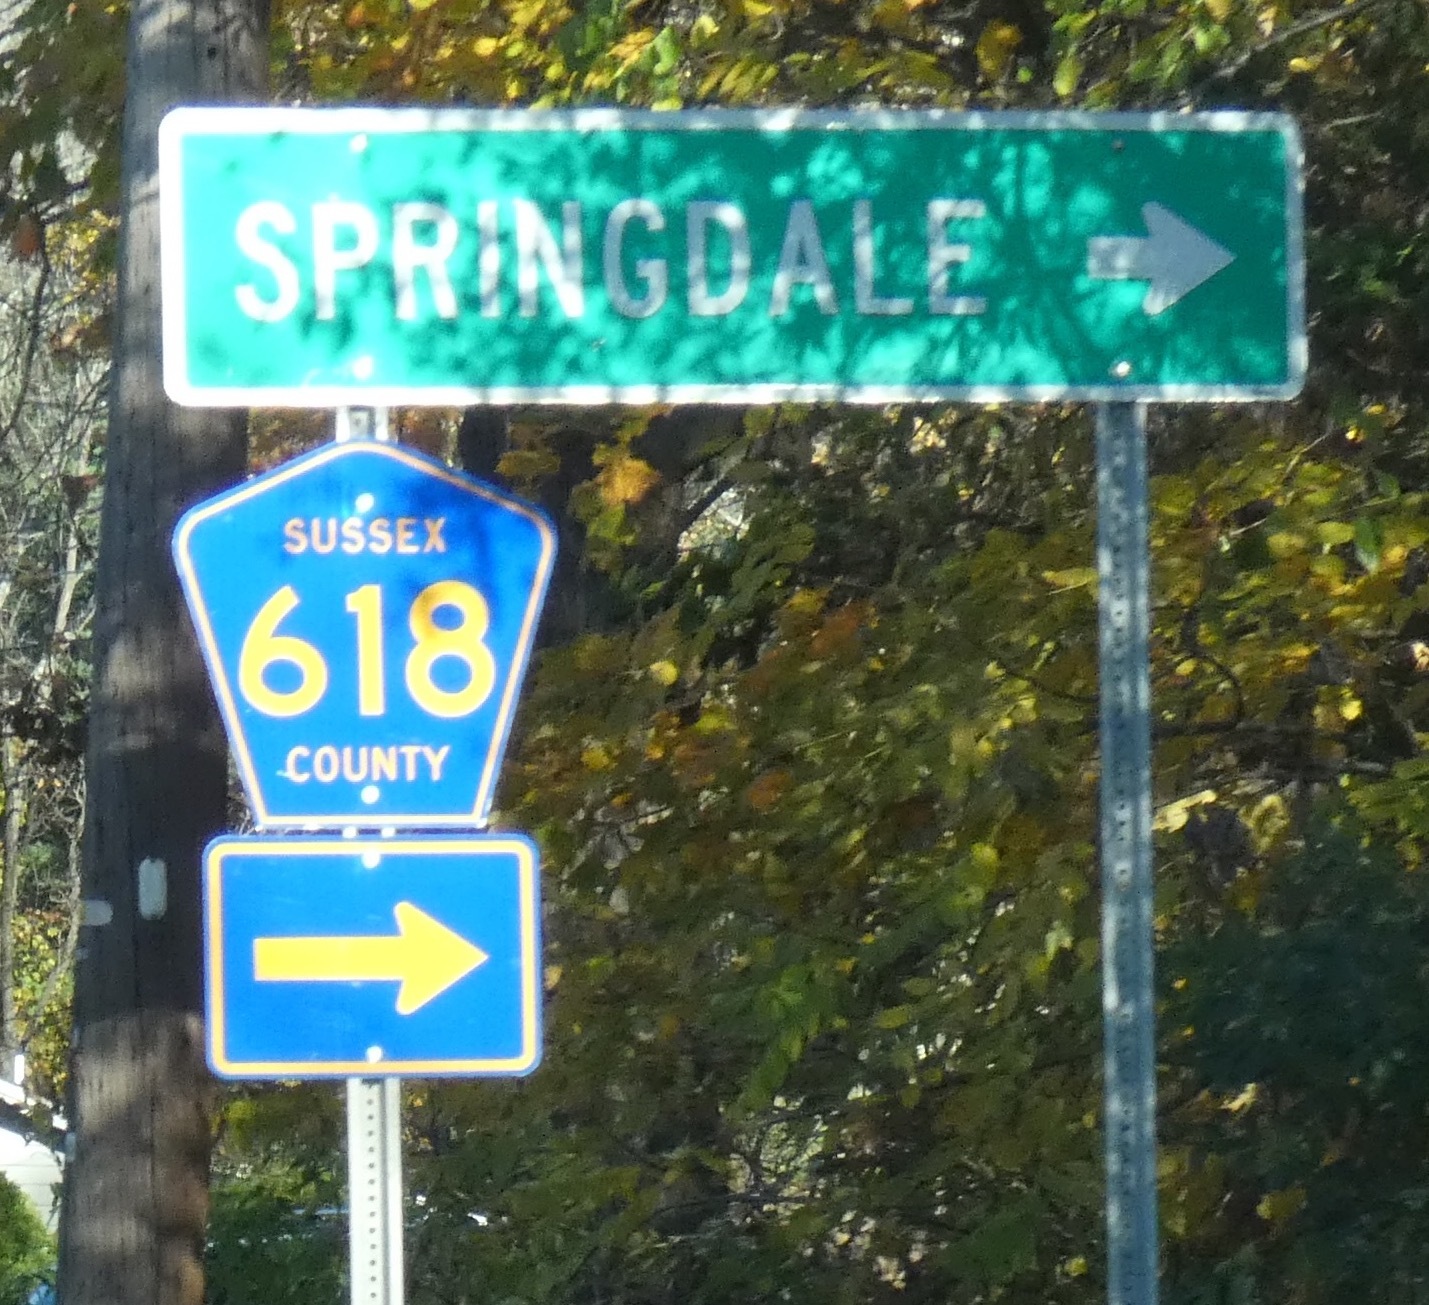 SPRINGDALE
SUSSEX
618
COUNTY